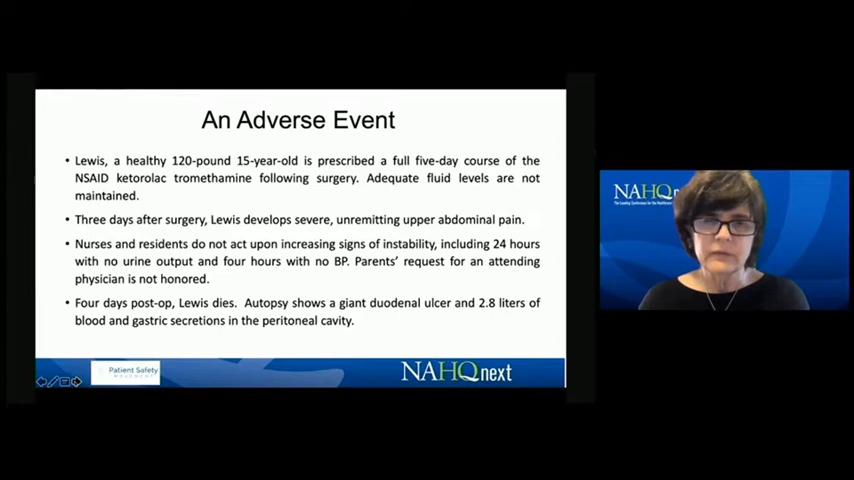 An Adverse Event
• Lewis, a healthy 120-pound 15-year-old is prescribed a full five-day course of the
NSAID ketorolac tromethamine following surgery. Adequate fluid levels are not
maintained.
• Three days after surgery, Lewis develops severe, unremitting upper abdominal pain.
• Nurses and residents do not act upon increasing signs of instability, including 24 hours
with no urine output and four hours with no BP. Parents' request for an attending
physician is not honored.
• Four days post-op, Lewis dies. Autopsy shows a giant duodenal ulcer and 2.8 liters of
blood and gastric secretions in the peritoneal cavity.
Patient Safety
MOVEMENT
NAHQnext
NAHQ